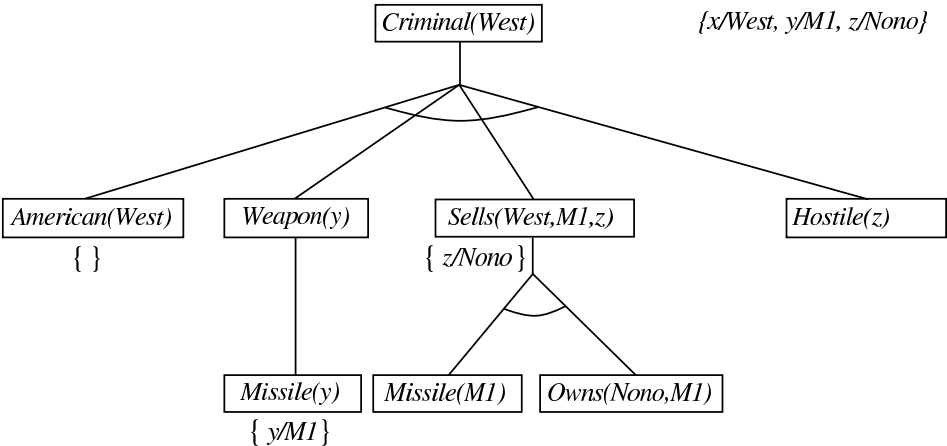 Criminal(West)
{x/West, y/M1, z/Nono}
American(West)
Weapon(y)
Sells(West,M1,z)
Hostile(z)
{ }
{ z/Nono }
Missile(y)
Missile(M1)
Owns(Nono,M1)
{ y/M1 }